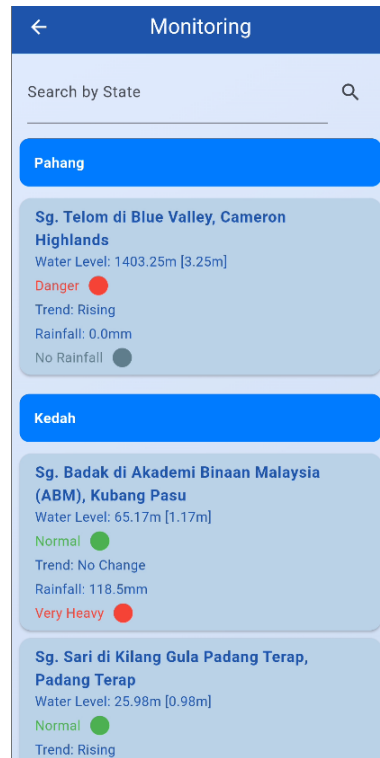 Monitoring
Search by State
Pahang
Sg. Telom di Blue Valley, Cameron
Highlands
Water Level: 1403.25m [3.25m]
Danger
Trend: Rising
Rainfall: 0.0mm
No Rainfall
Kedah
Sg. Badak di Akademi Binaan Malaysia
(ABM), Kubang Pasu
Water Level: 65.17m [1.17m]
Normal
Trend: No Change
Rainfall: 118.5mm
Very Heavy
Sg. Sari di Kilang Gula Padang Terap,
Padang Terap
Water Level: 25.98m [0.98m]
Normal
Trend: Rising